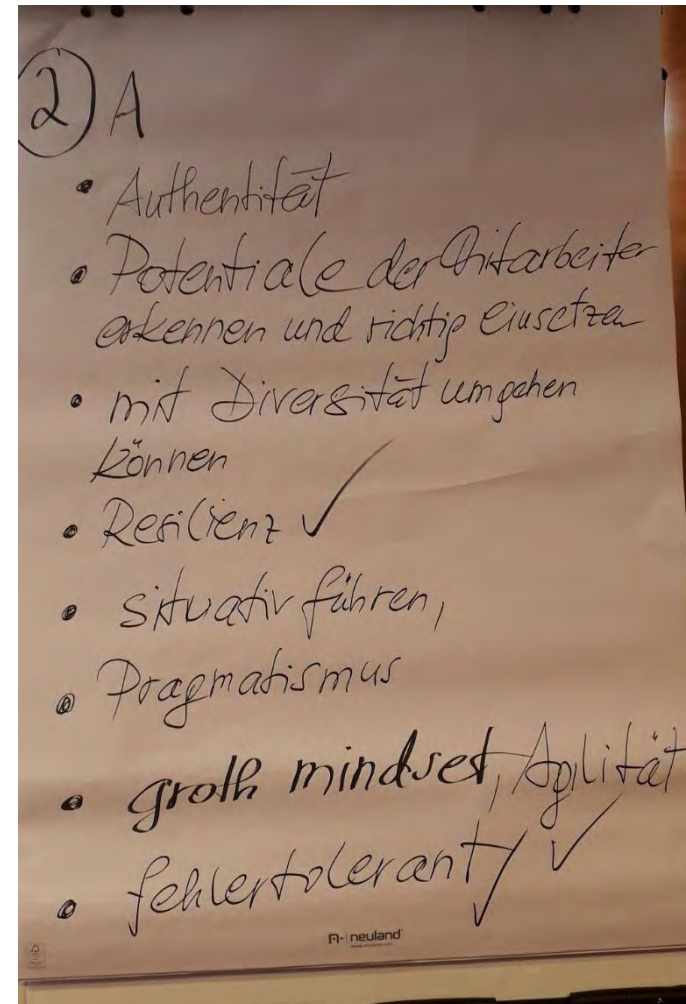 2 A
• Authentität
• Potentiale der Mitarbeiter
erkennen und richtig einsetzen
• mit Diversität umgehen
können
• Resilienz ✓
• situativ führen,
• Pragmatismus
• groth mindset, Agilität
• fehlertolerant ✓
neuland